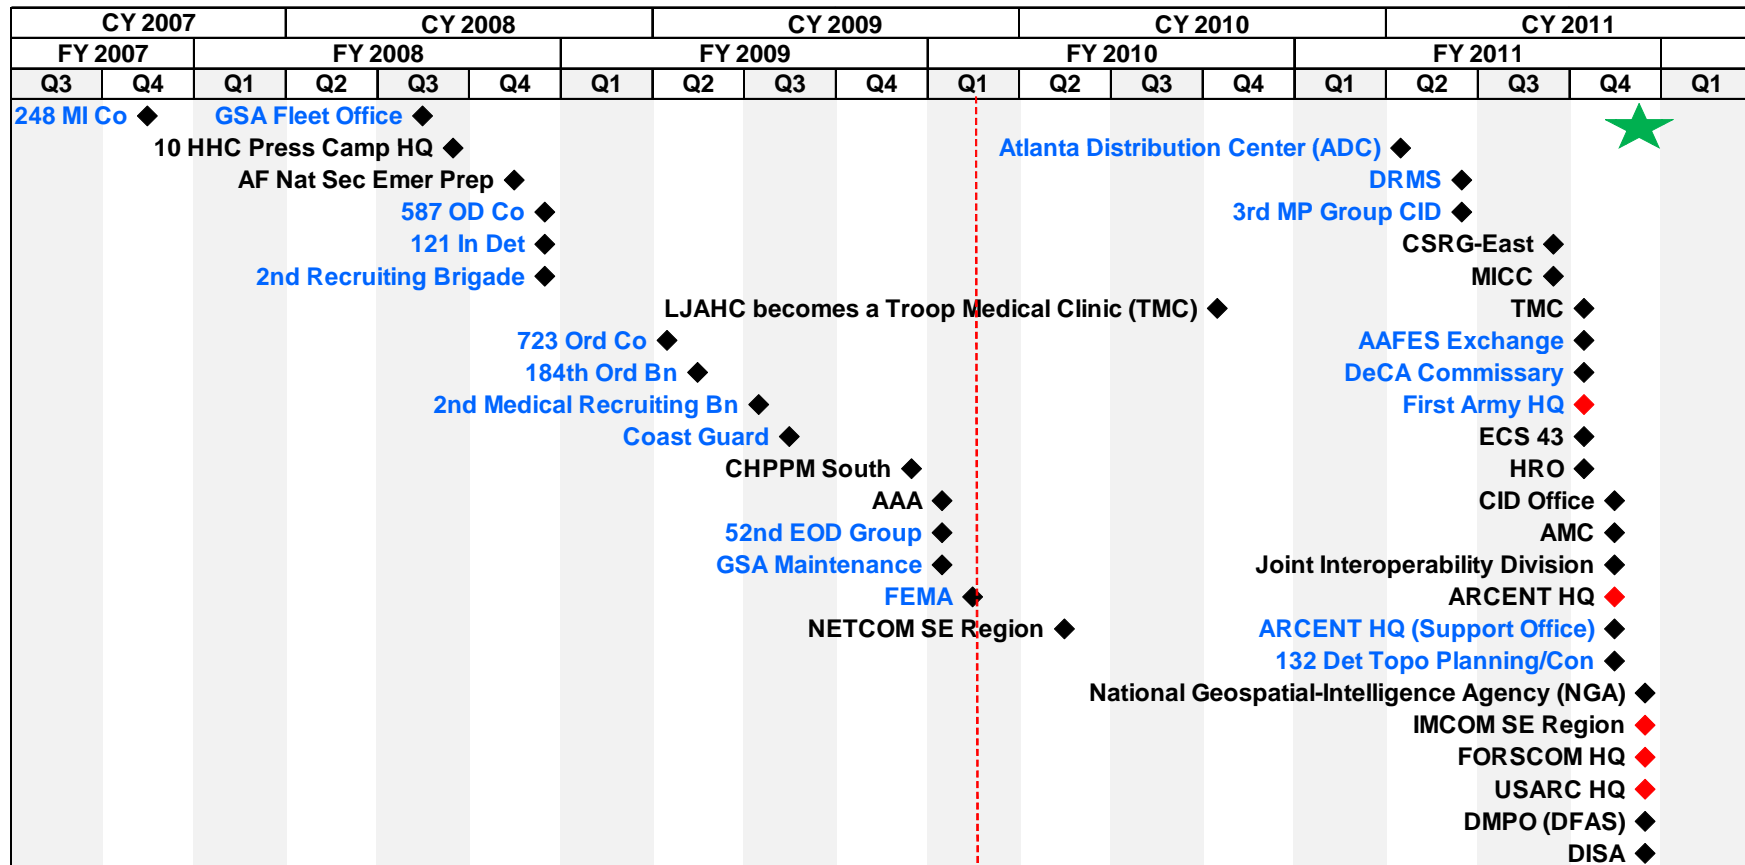 CY 2007 CY 2008 CY 2009 CY 2010 CY 2011
FY 2007 FY 2008 FY 2009 FY 2010 FY 2011
Q3 Q4 Q1 Q2 Q3 Q4 Q1 Q2 Q3 Q4 Q1 Q2 Q3 Q4 Q1 Q2 Q3 Q4 Q1
248 MI Co GSA Fleet Office
10 HHC Press Camp HQ Atlanta Distribution Center (ADC)
AF Nat Sec Emer Prep DRMS
587 OD Co 3rd MP Group CID
121 In Det CSRG-East
2nd Recruiting Brigade MICC
LJAHC becomes a Troop Medical Clinic (TMC) TMC
723 Ord Co AAFES Exchange
184th Ord Bn DeCA Commissary
2nd Medical Recruiting Bn First Army HQ
Coast Guard ECS 43
CHPPM South HRO
AAA CID Office
52nd EOD Group AMC
GSA Maintenance Joint Interoperability Division
FEMA ARCENT HQ
NETCOM SE Region ARCENT HQ (Support Office)
132 Det Topo Planning/Con
National Geospatial-Intelligence Agency (NGA)
IMCOM SE Region
FORSCOM HQ
USARC HQ
DMPO (DFAS)
DISA